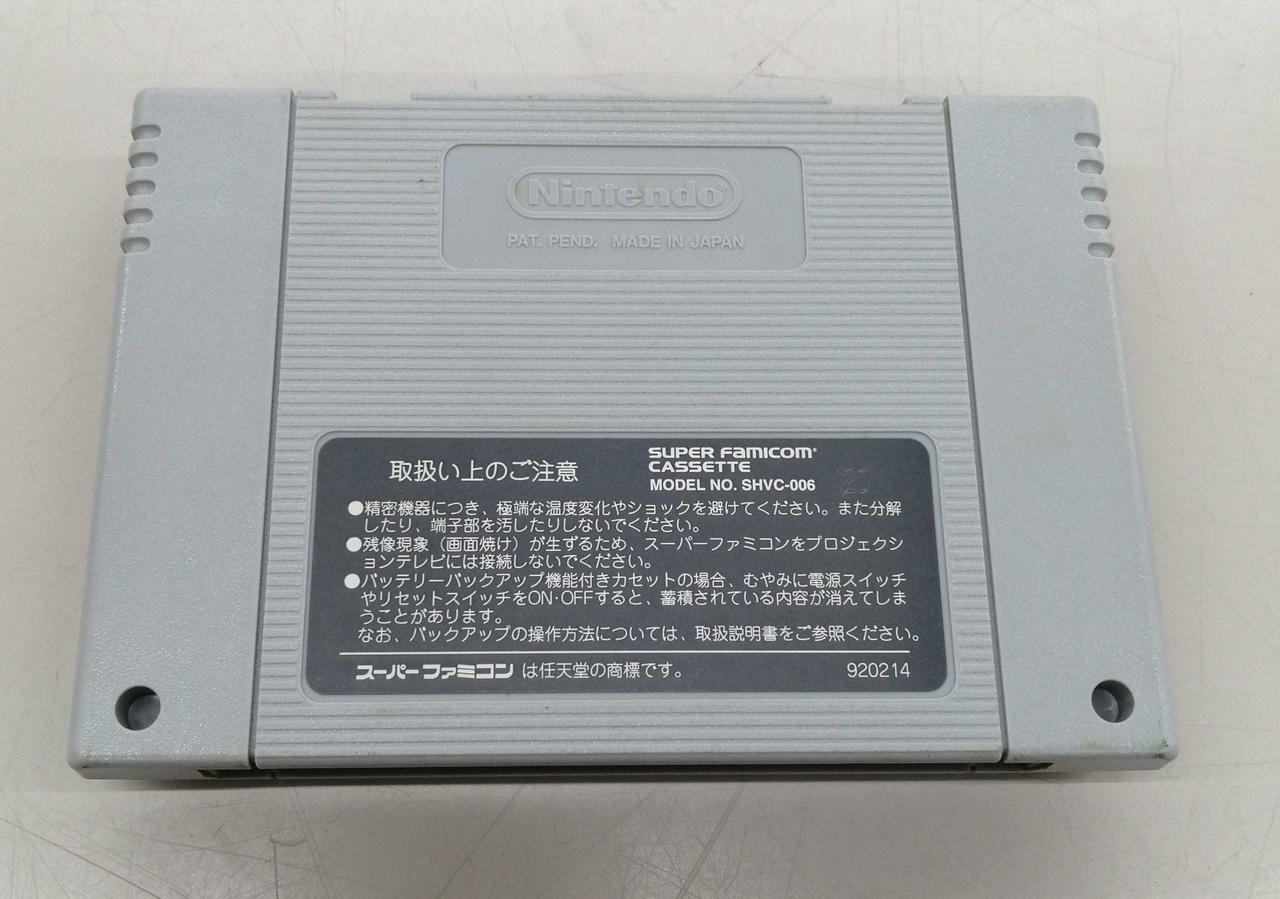 Nintendo®
PAT. PEND. MADE IN JAPAN
取扱い上のご注意
SUPER FAMICOM®
CASSETTE
MODEL NO. SHVC-006
●精密機器につき、極端な温度変化やショックを避けてください。また分解
したり、端子部を汚したりしないでください。
●残像現象（画面焼け）が生ずるため、スーパーファミコンをプロジェクシ
ョンテレビには接続しないでください。
●バッテリーバックアップ機能付きカセットの場合、むやみに電源スイッチ
やリセットスイッチをON・OFFすると、蓄積されている内容が消えてしま
うことがあります。
なお、バックアップの操作方法については、取扱説明書をご参照ください。
スーパーファミコンは任天堂の商標です。
920214